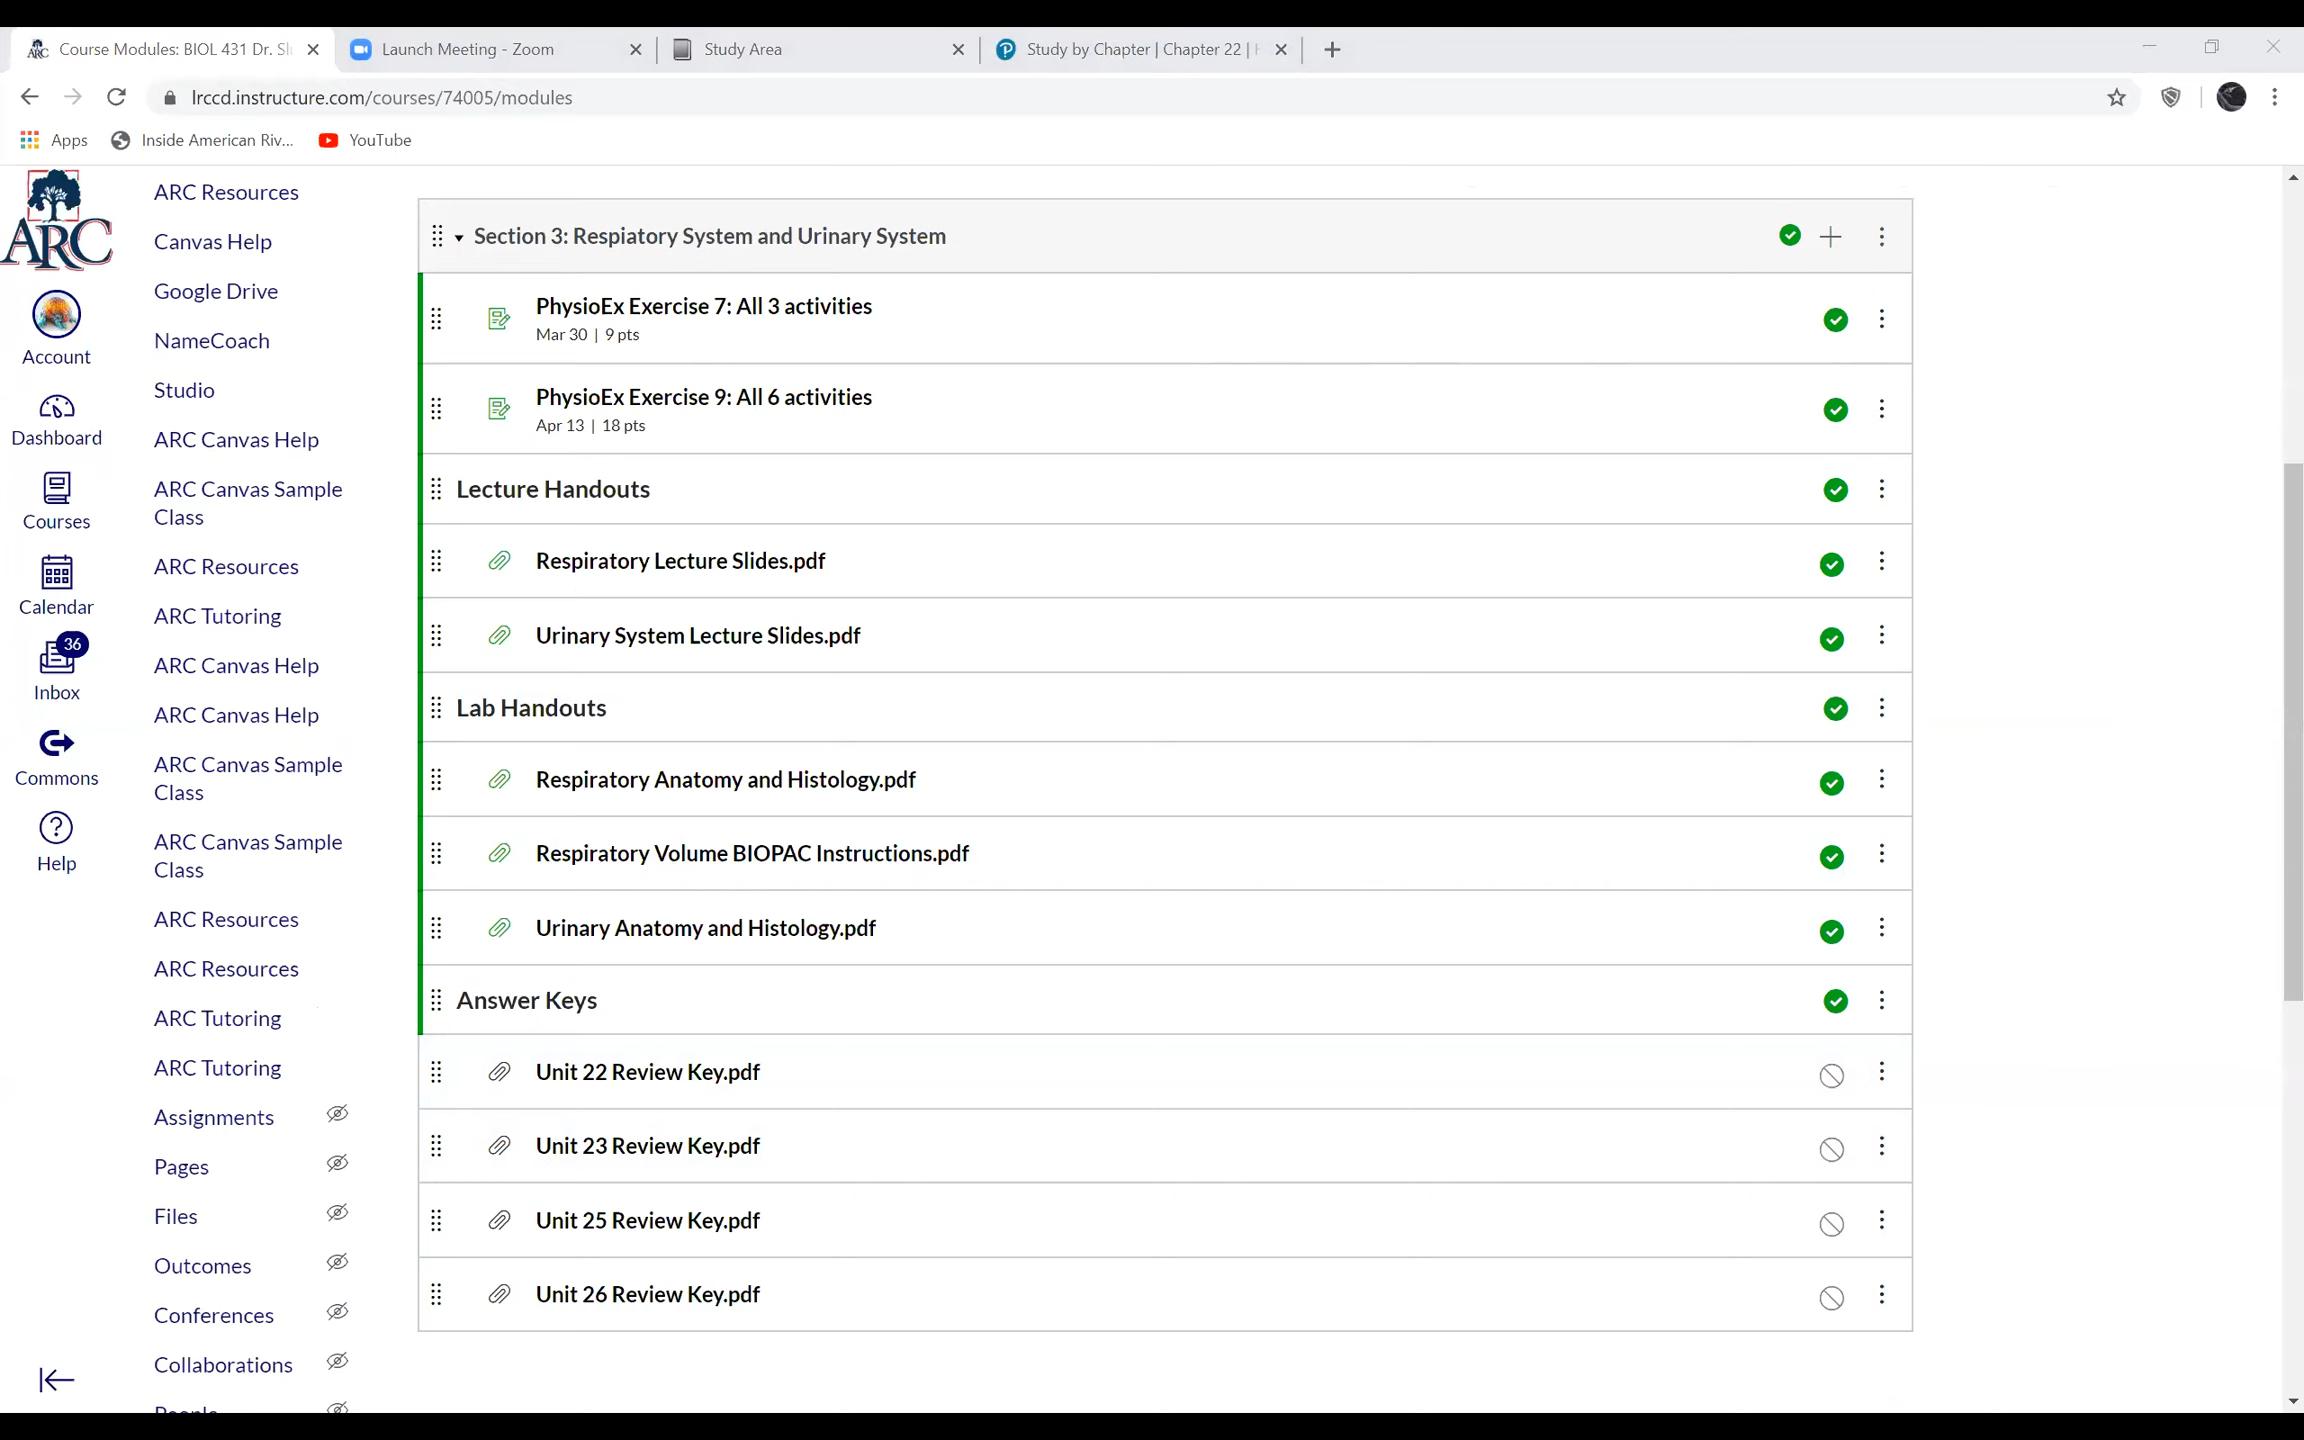 Course Modules: BIOL 431 Dr. Sl
Launch Meeting - Zoom
Study Area
Study by Chapter | Chapter 22 |
lrccd.instructure.com/courses/74005/modules
Apps
Inside American Riv...
YouTube
ARC
Account
Dashboard
Courses
Calendar
36
Inbox
Commons
Help
ARC Resources
Canvas Help
Google Drive
NameCoach
Studio
ARC Canvas Help
ARC Canvas Sample
Class
ARC Resources
ARC Tutoring
ARC Canvas Help
ARC Canvas Help
ARC Canvas Sample
Class
ARC Canvas Sample
Class
ARC Resources
ARC Resources
ARC Tutoring
ARC Tutoring
Assignments
Pages
Files
Outcomes
Conferences
Collaborations
People
Section 3: Respiatory System and Urinary System
PhysioEx Exercise 7: All 3 activities
Mar 30 | 9 pts
PhysioEx Exercise 9: All 6 activities
Apr 13 | 18 pts
Lecture Handouts
Respiratory Lecture Slides.pdf
Urinary System Lecture Slides.pdf
Lab Handouts
Respiratory Anatomy and Histology.pdf
Respiratory Volume BIOPAC Instructions.pdf
Urinary Anatomy and Histology.pdf
Answer Keys
Unit 22 Review Key.pdf
Unit 23 Review Key.pdf
Unit 25 Review Key.pdf
Unit 26 Review Key.pdf